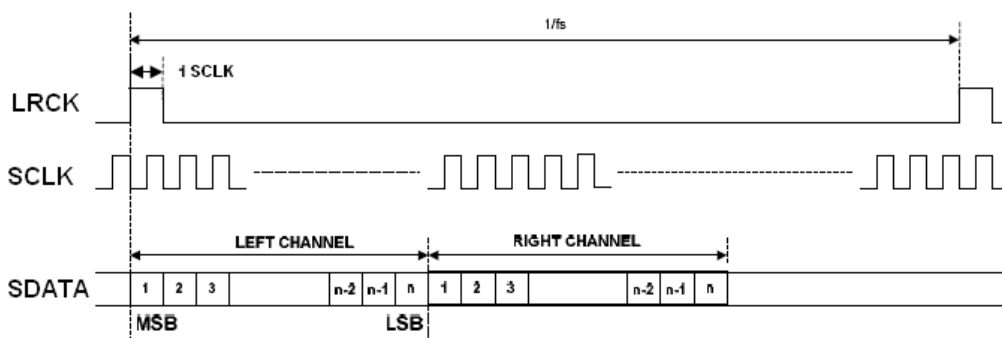 1/fs
1 SCLK
LRCK
SCLK
LEFT CHANNEL
RIGHT CHANNEL
SDATA
1 2 3 n-2 n-1 n 1 2 3 n-2 n-1 n
MSB
LSB